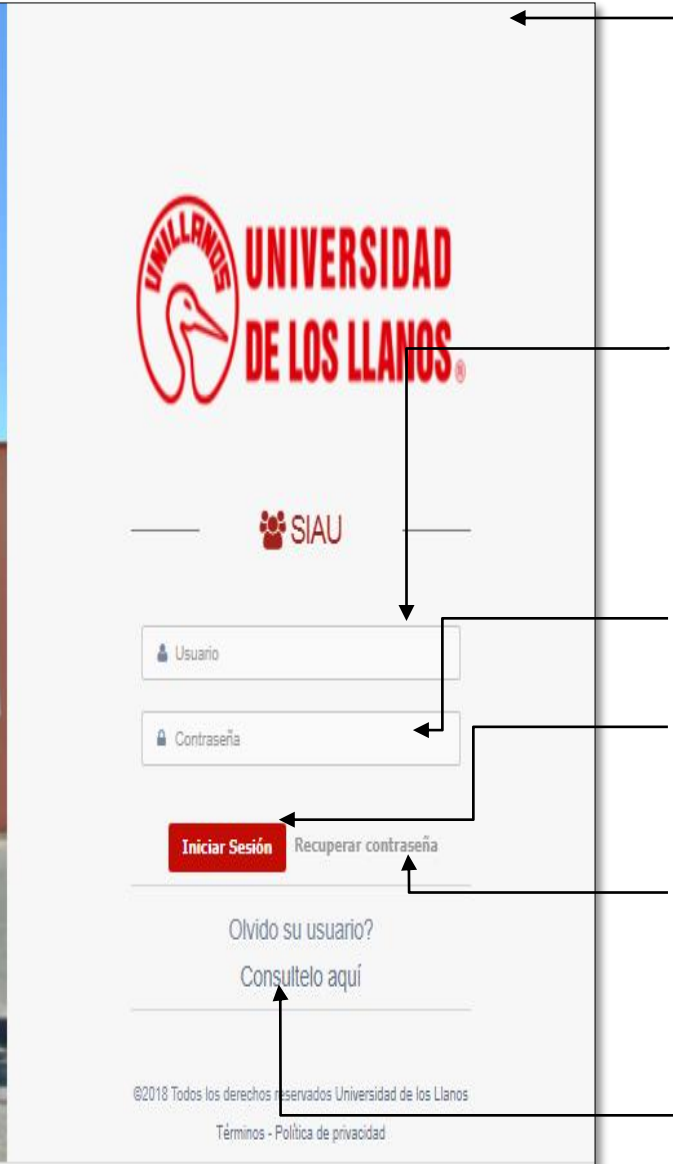 UNILLANOS
UNIVERSIDAD
DE LOS LLANOS®
SIAU
Usuario
Contraseña
Iniciar Sesión Recuperar contraseña
Olvido su usuario?
Consultelo aquí
©2018 Todos los derechos reservados Universidad de los Llanos
Términos - Política de privacidad